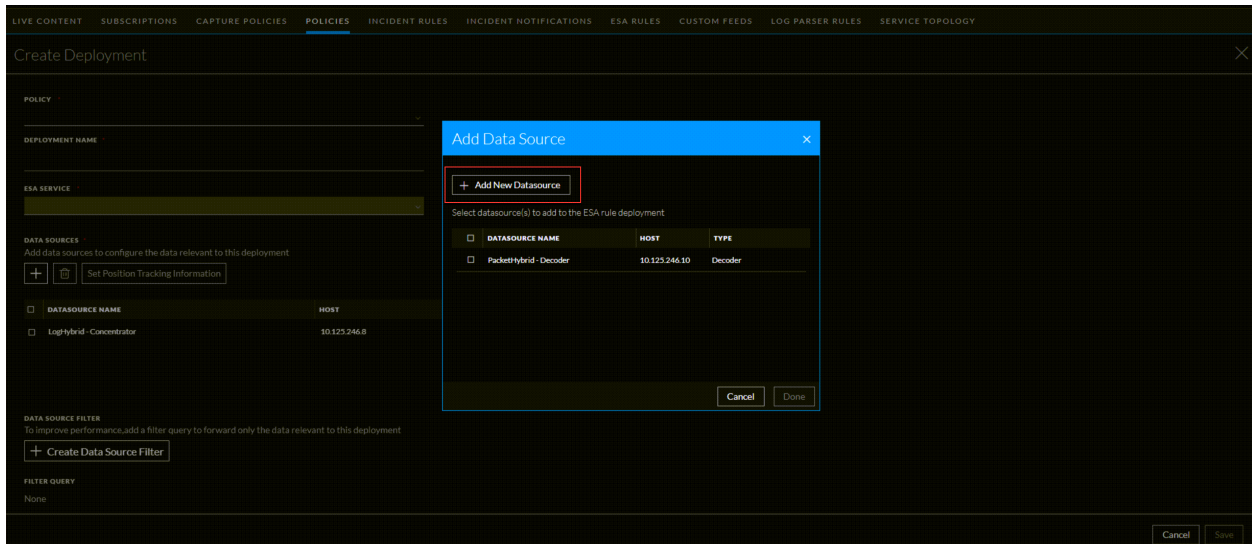 LIVE CONTENT SUBSCRIPTIONS CAPTURE POLICIES POLICIES INCIDENT RULES INCIDENT NOTIFICATIONS ESA RULES CUSTOM FEEDS LOG PARSER RULES SERVICE TOPOLOGY
Create Deployment
POLICY
DEPLOYMENT NAME
ESA SERVICE
DATA SOURCES
Add data sources to configure the data relevant to this deployment
Set Position Tracking Information
DATASOURCE NAME HOST
LogHybrid - Concentrator 10.125.246.8
DATA SOURCE FILTER
To improve performance,add a filter query to forward only the data relevant to this deployment
+ Create Data Source Filter
FILTER QUERY
None
Add Data Source ×
+ Add New Datasource
Select datasource(s) to add to the ESA rule deployment
DATASOURCE NAME HOST TYPE
PacketHybrid - Decoder 10.125.246.10 Decoder
Cancel Done
Cancel Save